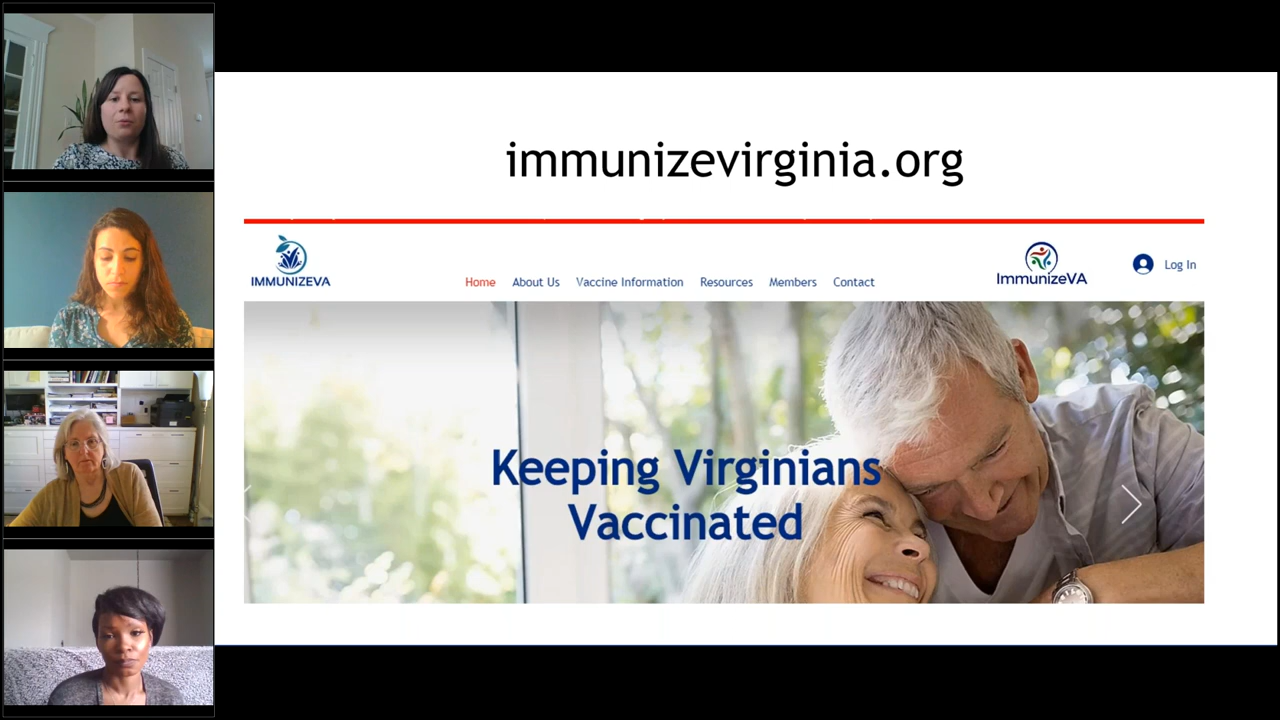 immunizevirginia.org
IMMUNIZEVA
Home About Us Vaccine Information Resources Members Contact
ImmunizeVA
Log In
Keeping Virginians
Vaccinated